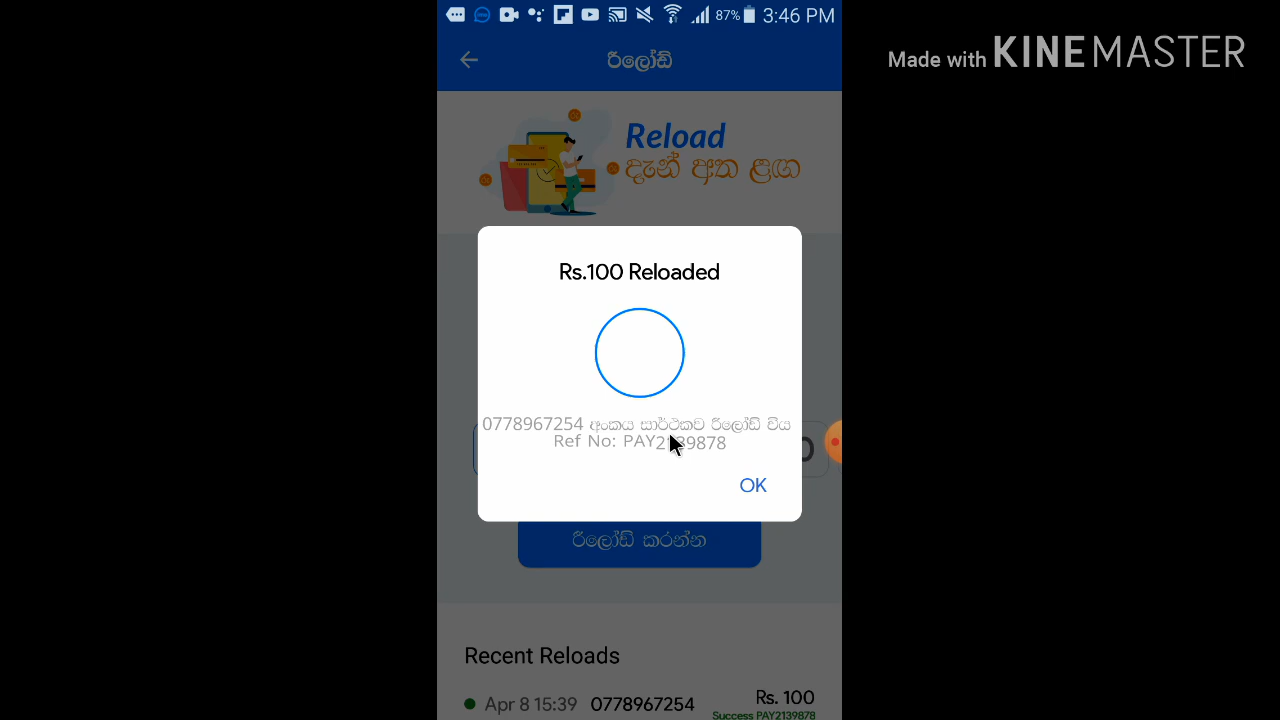 87% 3:46 PM
Made with KINEMASTER
රීලෝඩ්
Reload
දැන් අත ළඟ
Rs.100 Reloaded
0778967254 අංකය සාර්ථකව රීලෝඩ් විය
Ref No: PAY2139878
OK
රීලෝඩ් කරන්න
Recent Reloads
Apr 8 15:39 0778967254 Rs. 100
Success PAY2139878